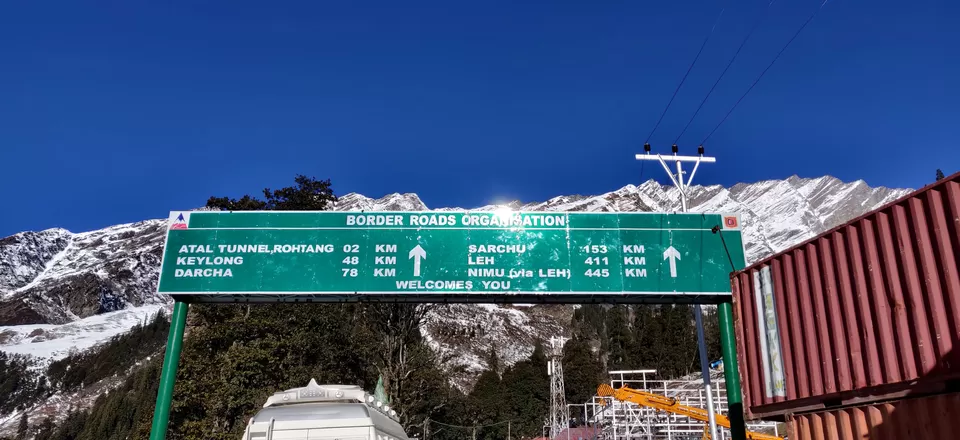 BORDER ROADS ORGANISATION
ATAL TUNNEL,ROHTANG 02 KM
KEYLONG 48 KM
DARCHA 78 KM
SARCHU 153 KM
LEH 411 KM
NIMU (via LEH) 445 KM
WELCOMES YOU